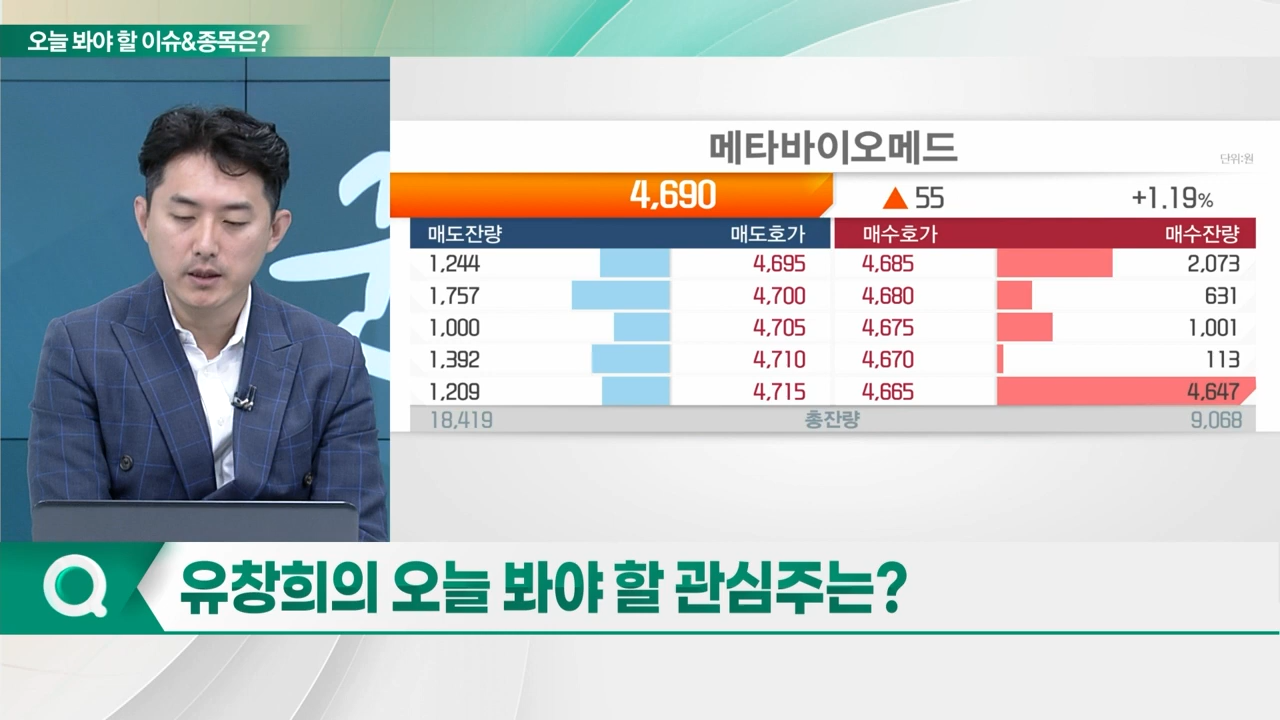 오늘 봐야 할 이슈&종목은?
메타바이오메드
단위:원
4,690 ▲ 55 +1.19%
매도잔량 매도호가 매수호가 매수잔량
1,244 4,695 4,685 2,073
1,757 4,700 4,680 631
1,000 4,705 4,675 1,001
1,392 4,710 4,670 113
1,209 4,715 4,665 4,647
18,419 총잔량 9,068
유창희의 오늘 봐야 할 관심주는?